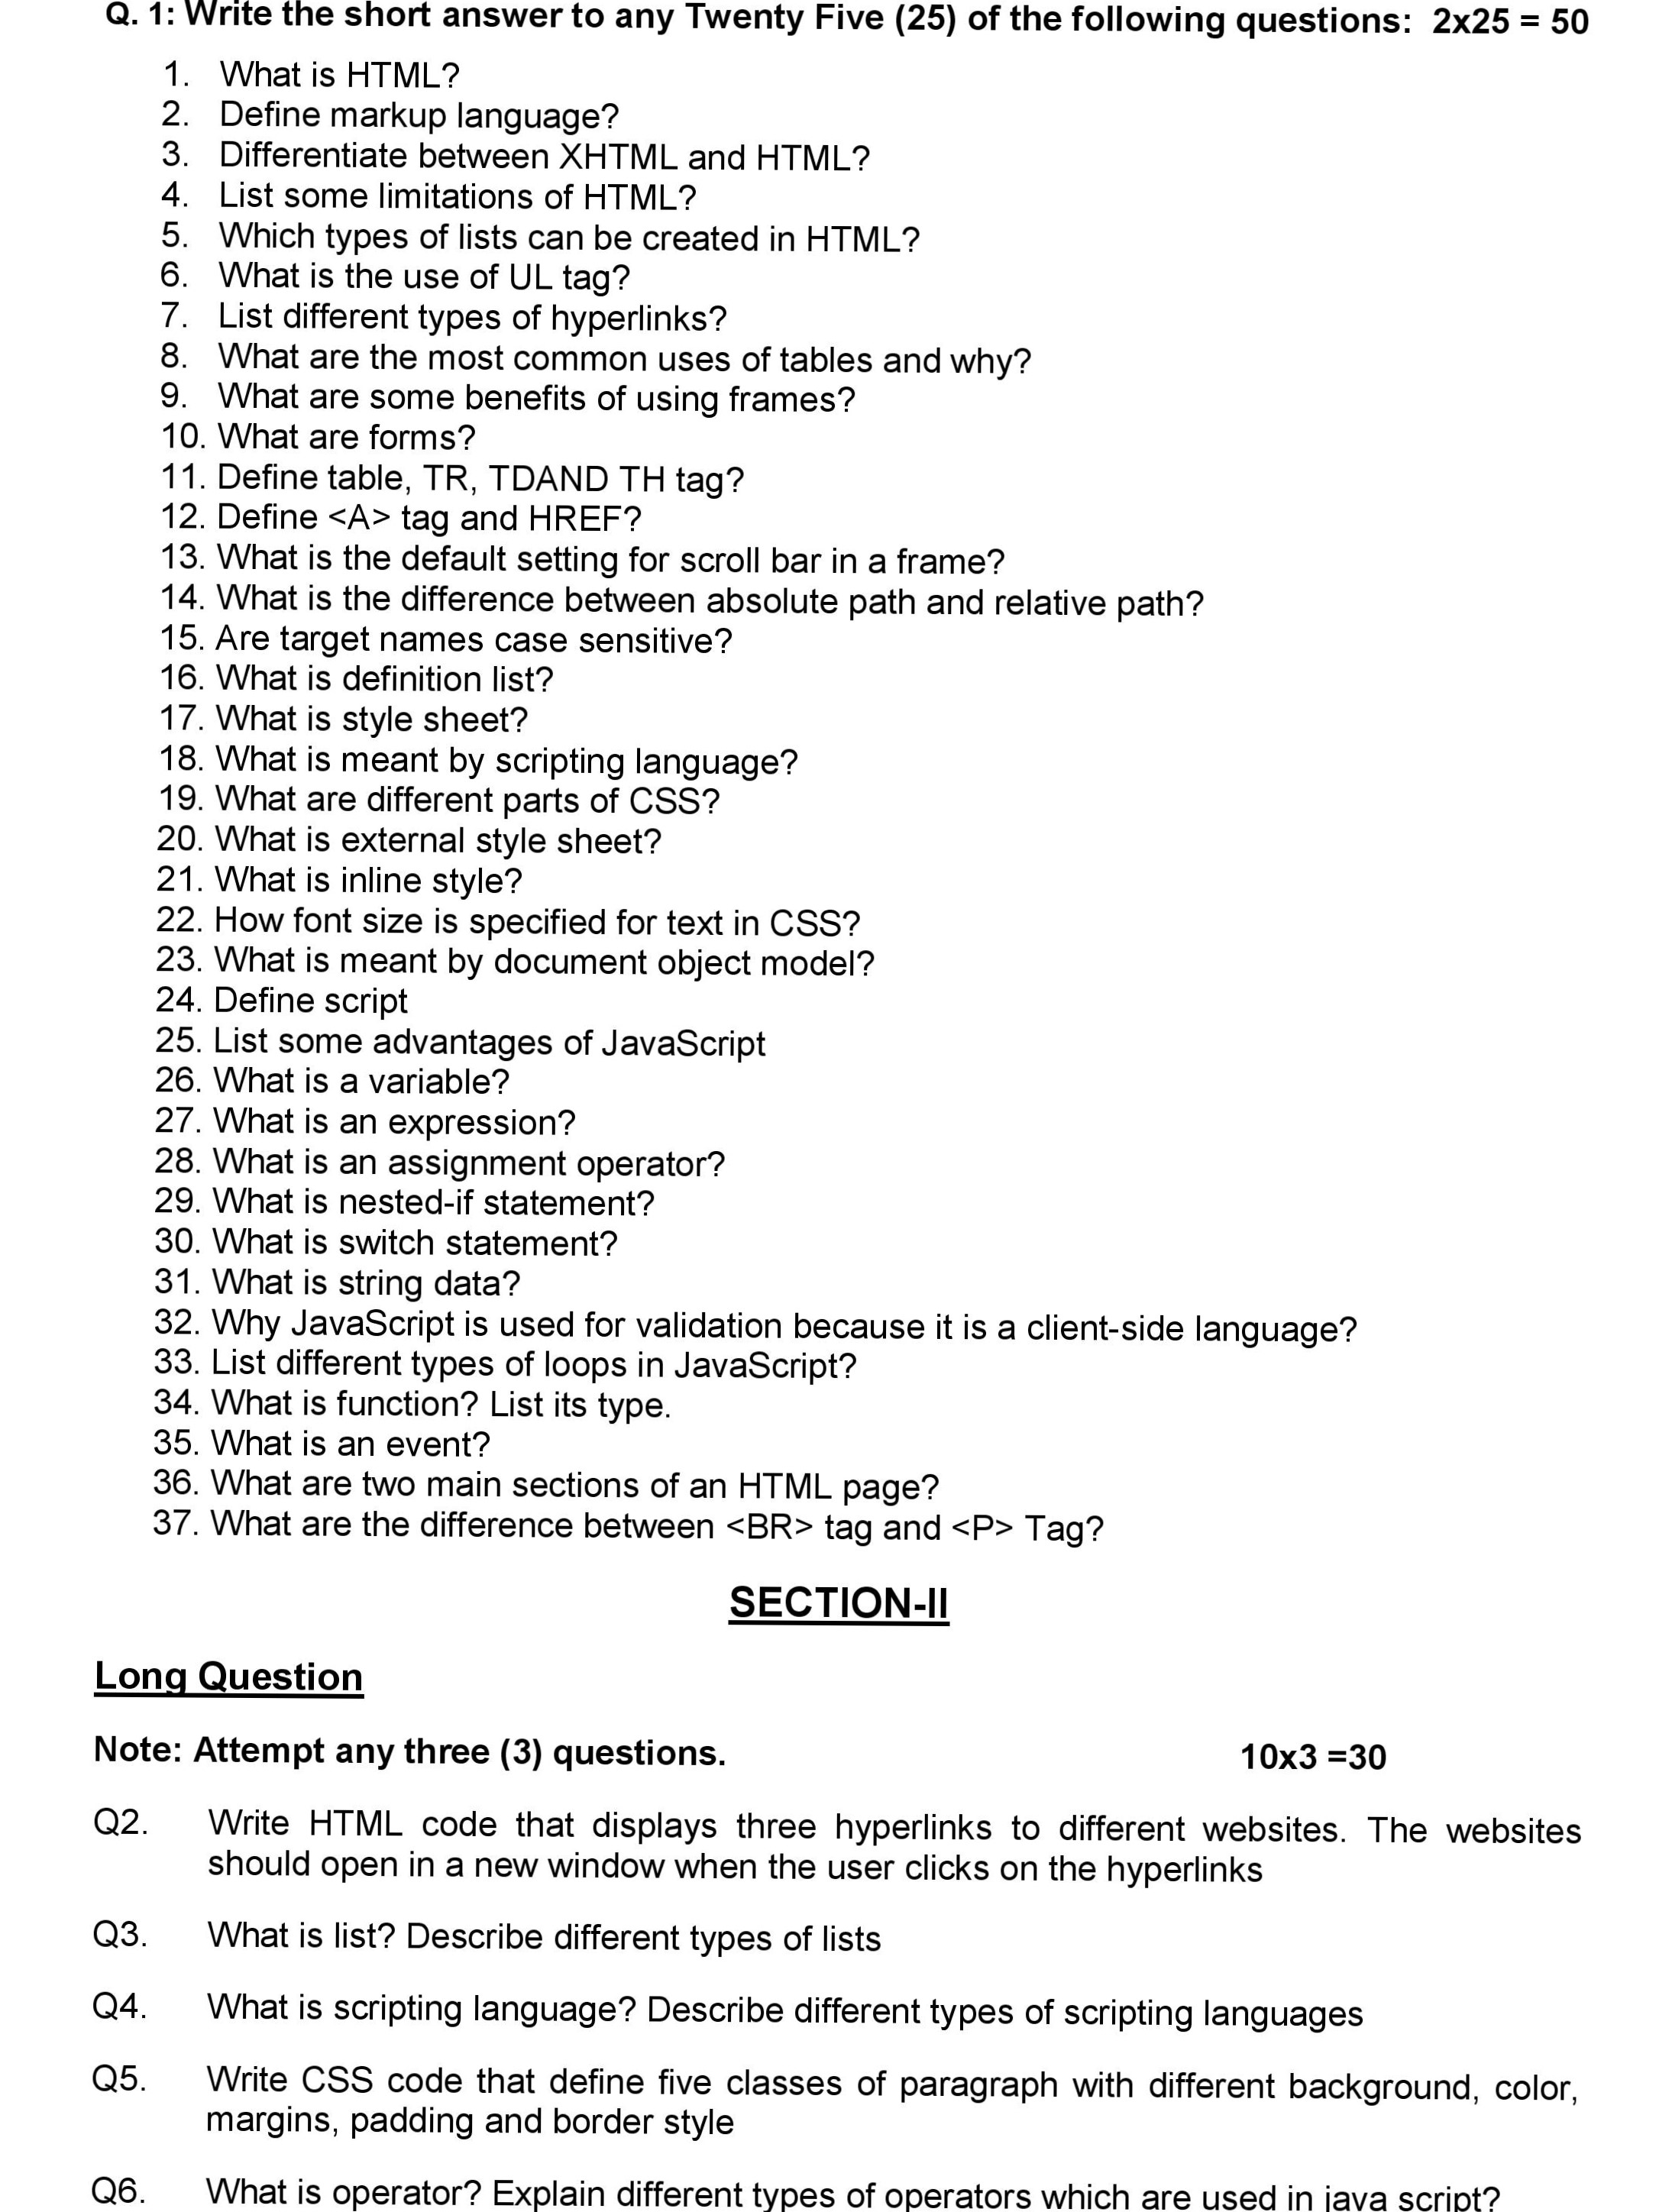 Q. 1: Write the short answer to any Twenty Five (25) of the following questions: 2x25 = 50
1. What is HTML?
2. Define markup language?
3. Differentiate between XHTML and HTML?
4. List some limitations of HTML?
5. Which types of lists can be created in HTML?
6. What is the use of UL tag?
7. List different types of hyperlinks?
8. What are the most common uses of tables and why?
9. What are some benefits of using frames?
10. What are forms?
11. Define table, TR, TDAND TH tag?
12. Define <A> tag and HREF?
13. What is the default setting for scroll bar in a frame?
14. What is the difference between absolute path and relative path?
15. Are target names case sensitive?
16. What is definition list?
17. What is style sheet?
18. What is meant by scripting language?
19. What are different parts of CSS?
20. What is external style sheet?
21. What is inline style?
22. How font size is specified for text in CSS?
23. What is meant by document object model?
24. Define script
25. List some advantages of JavaScript
26. What is a variable?
27. What is an expression?
28. What is an assignment operator?
29. What is nested-if statement?
30. What is switch statement?
31. What is string data?
32. Why JavaScript is used for validation because it is a client-side language?
33. List different types of loops in JavaScript?
34. What is function? List its type.
35. What is an event?
36. What are two main sections of an HTML page?
37. What are the difference between <BR> tag and <P> Tag?
SECTION-II
Long Question
Note: Attempt any three (3) questions. 10x3 =30
Q2. Write HTML code that displays three hyperlinks to different websites. The websites
should open in a new window when the user clicks on the hyperlinks
Q3. What is list? Describe different types of lists
Q4. What is scripting language? Describe different types of scripting languages
Q5. Write CSS code that define five classes of paragraph with different background, color,
margins, padding and border style
Q6. What is operator? Explain different types of operators which are used in java script?